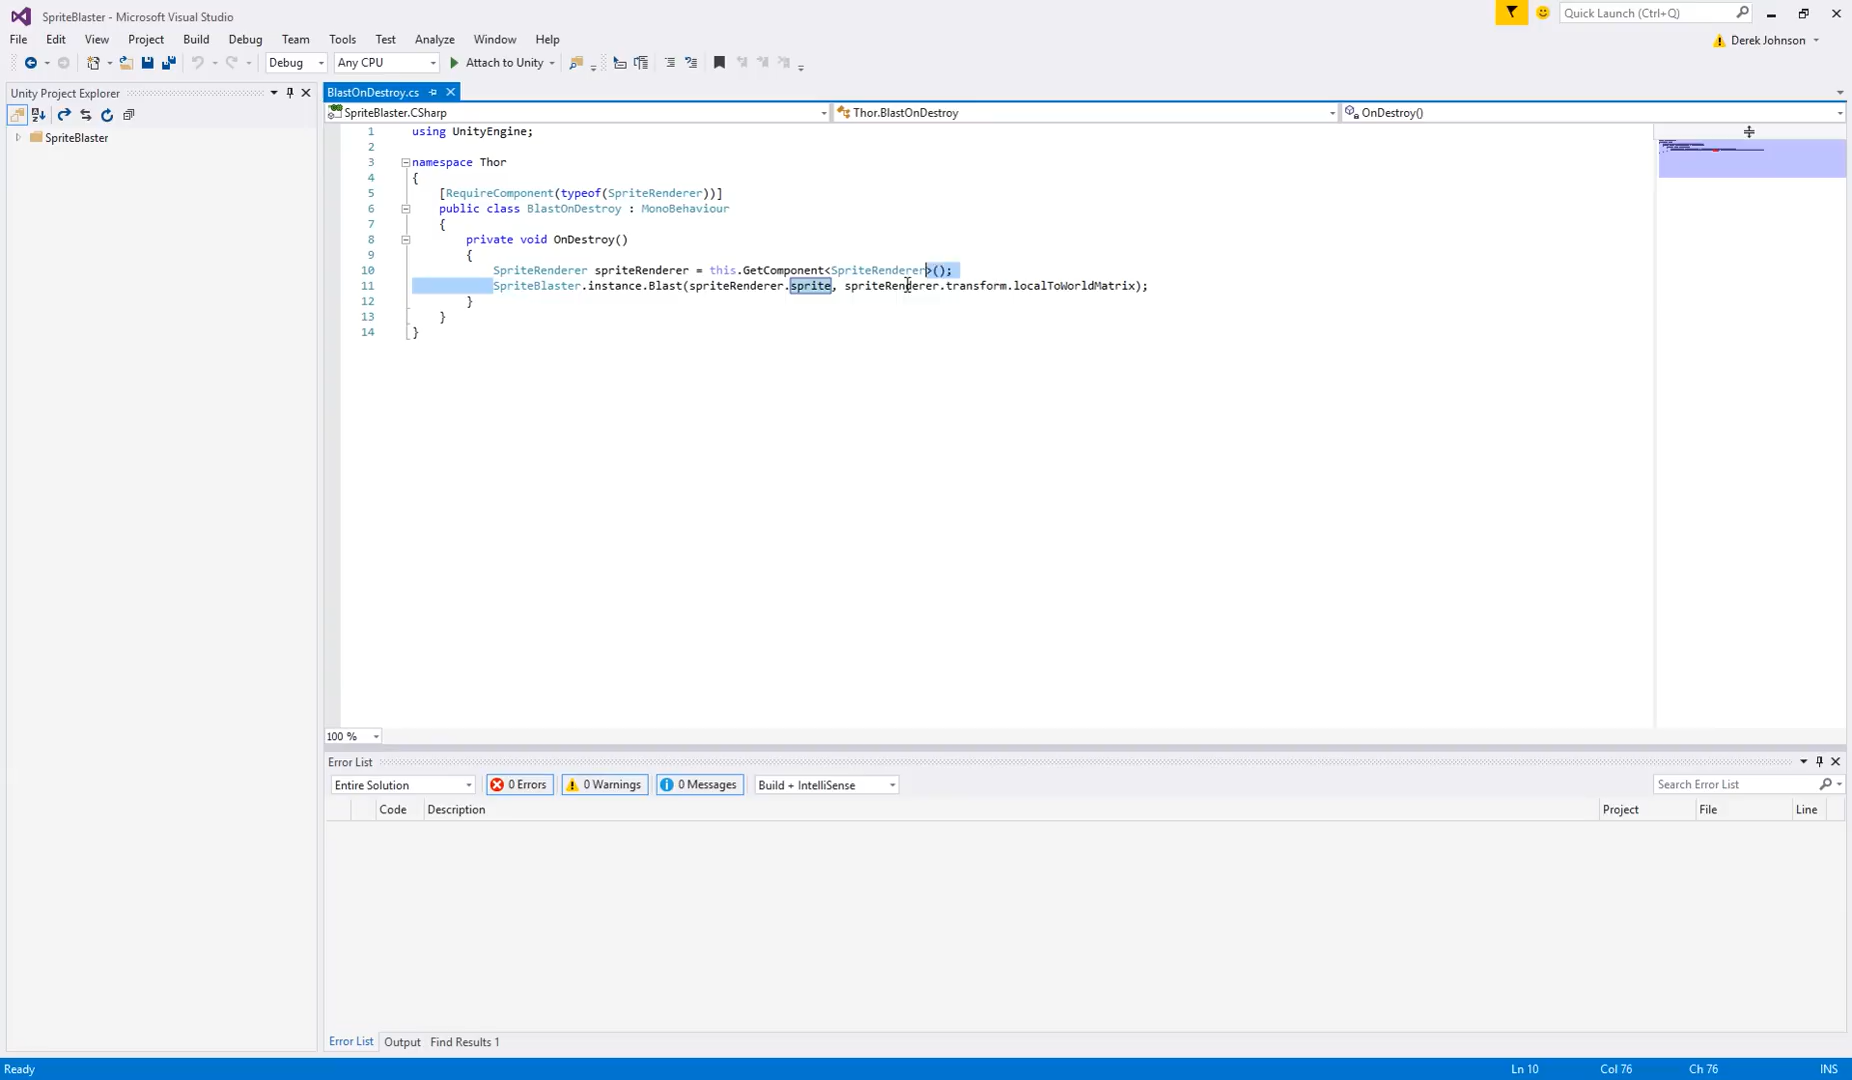 SpriteBlaster - Microsoft Visual Studio
Quick Launch (Ctrl+Q)
File Edit View Project Build Debug Team Tools Test Analyze Window Help
Derek Johnson
Debug Any CPU Attach to Unity
Unity Project Explorer
BlastOnDestroy.cs
SpriteBlaster.CSharp Thor.BlastOnDestroy OnDestroy()
SpriteBlaster
1 using UnityEngine;
2
3 namespace Thor
4 {
5 [RequireComponent(typeof(SpriteRenderer))]
6 public class BlastOnDestroy : MonoBehaviour
7 {
8 private void OnDestroy()
9 {
10 SpriteRenderer spriteRenderer = this.GetComponent<SpriteRenderer>();
11 SpriteBlaster.instance.Blast(spriteRenderer.sprite, spriteRenderer.transform.localToWorldMatrix);
12 }
13 }
14 }
100 %
Error List
Entire Solution 0 Errors 0 Warnings 0 Messages Build + IntelliSense Search Error List
Code Description Project File Line
Error List Output Find Results 1
Ready Ln 10 Col 76 Ch 76 INS